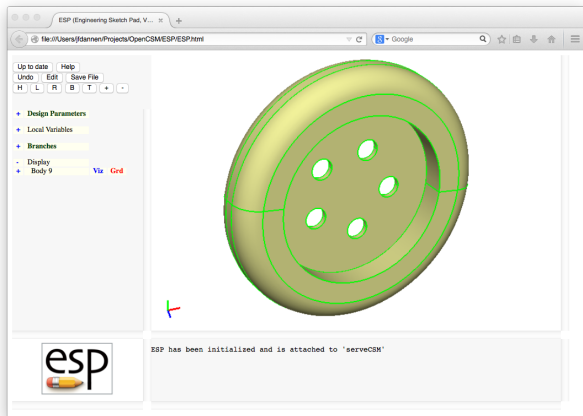 ESP (Engineering Sketch Pad, V...
file:///Users/jfdannen/Projects/OpenCSM/ESP/ESP.html
Google
Up to date Help
Undo Edit Save File
H L R B T + -
+ Design Parameters
+ Local Variables
+ Branches
- Display
+ Body 9 Viz Grd
esp
ESP has been initialized and is attached to 'serveCSM'